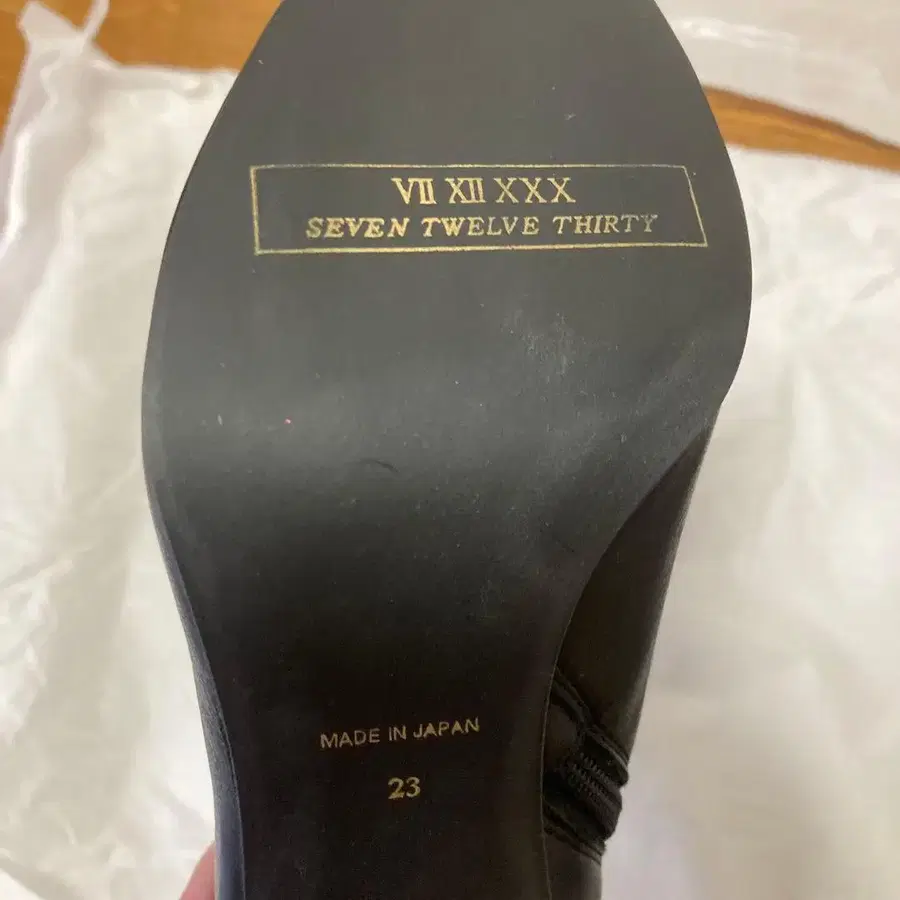 VII XII XXX
SEVEN TWELVE THIRTY
MADE IN JAPAN
23